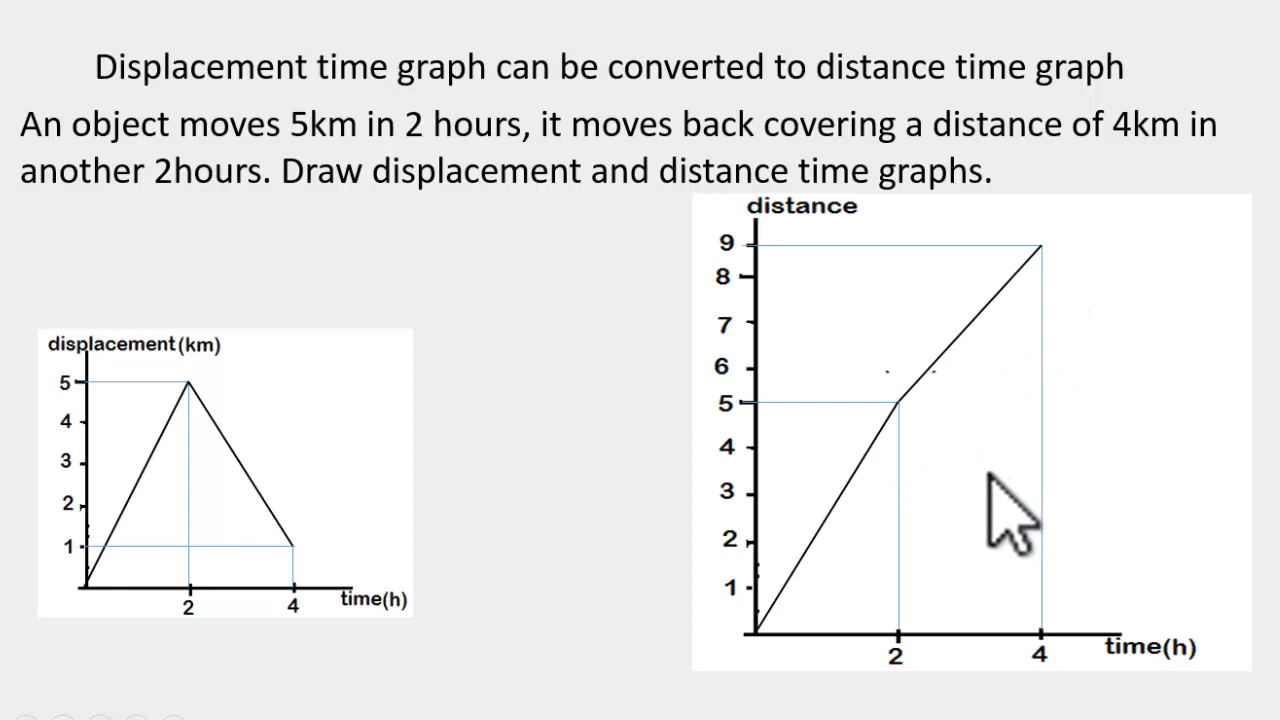 Displacement time graph can be converted to distance time graph
An object moves 5km in 2 hours, it moves back covering a distance of 4km in
another 2hours. Draw displacement and distance time graphs.
displacement(km)
5
4
3
2
1
2
4
time(h)
distance
9
8
7
6
5
4
3
2
1
2
4
time(h)